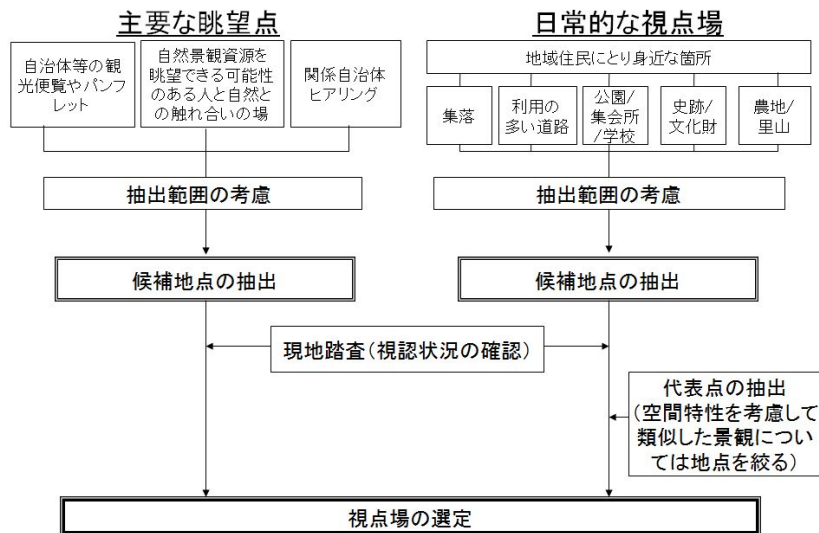 主要な眺望点
自治体等の観
光便覧やパンフ
レット
自然景観資源を
眺望できる可能性
のある人と自然と
の触れ合いの場
関係自治体
ヒアリング
抽出範囲の考慮
候補地点の抽出
日常的な視点場
地域住民にとり身近な箇所
集落
利用の
多い道路
公園/
集会所
/学校
史跡/
文化財
農地/
里山
抽出範囲の考慮
候補地点の抽出
現地踏査(視認状況の確認)
代表点の抽出
(空間特性を考慮して
類似した景観につい
ては地点を絞る)
視点場の選定